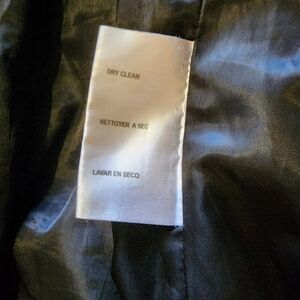 DRY CLEAN
NETTOYER A SEC
LAVAR EN SECO